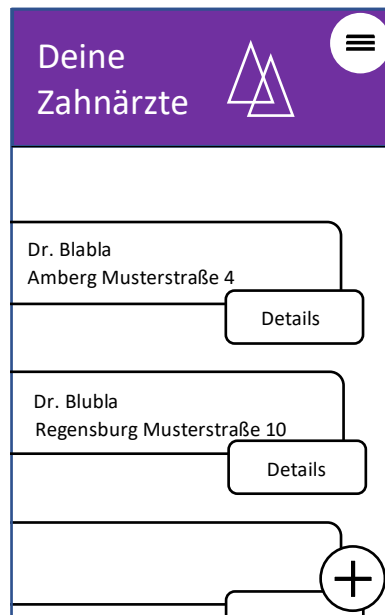 Deine
Zahnärzte
Dr. Blabla
Amberg Musterstraße 4
Details
Dr. Blubla
Regensburg Musterstraße 10
Details